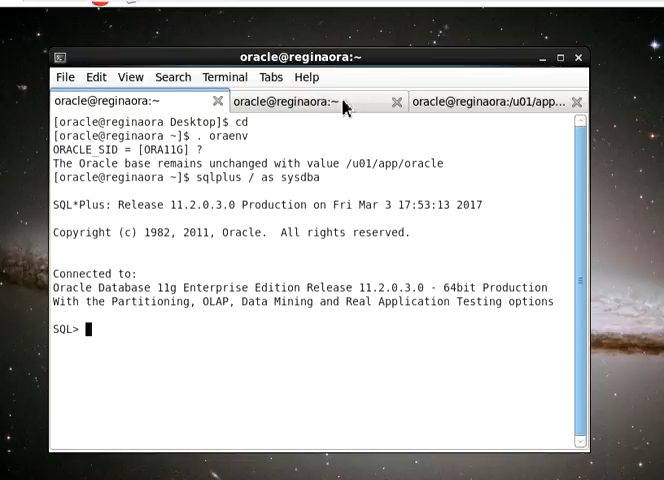 oracle@reginaora:~
File Edit View Search Terminal Tabs Help
oracle@reginaora:~ oracle@reginaora:~ oracle@reginaora:/u01/app...
[oracle@reginaora Desktop]$ cd
[oracle@reginaora ~]$ . oraenv
ORACLE_SID = [ORA11G] ?
The Oracle base remains unchanged with value /u01/app/oracle
[oracle@reginaora ~]$ sqlplus / as sysdba
SQL*Plus: Release 11.2.0.3.0 Production on Fri Mar 3 17:53:13 2017
Copyright (c) 1982, 2011, Oracle.  All rights reserved.
Connected to:
Oracle Database 11g Enterprise Edition Release 11.2.0.3.0 - 64bit Production
With the Partitioning, OLAP, Data Mining and Real Application Testing options
SQL>